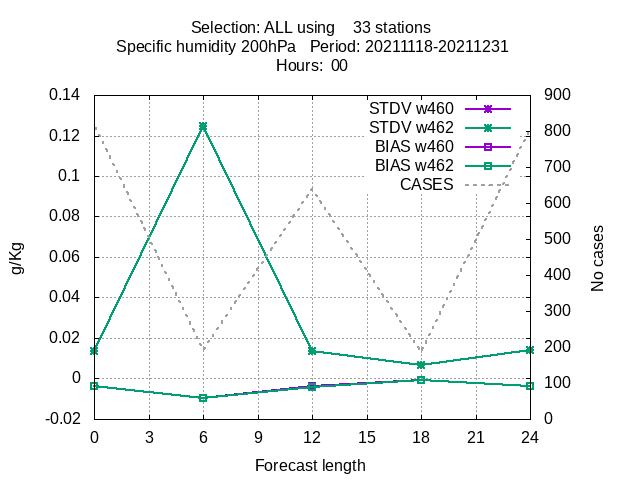 Selection: ALL using    33 stations
Specific humidity 200hPa   Period: 20211118-20211231
Hours:  00
0.14
0.12
0.1
0.08
0.06
0.04
0.02
0
-0.02
g/Kg
STDV w460
STDV w462
BIAS w460
BIAS w462
CASES
900
800
700
600
500
400
300
200
100
0
No cases
0 3 6 9 12 15 18 21 24
Forecast length